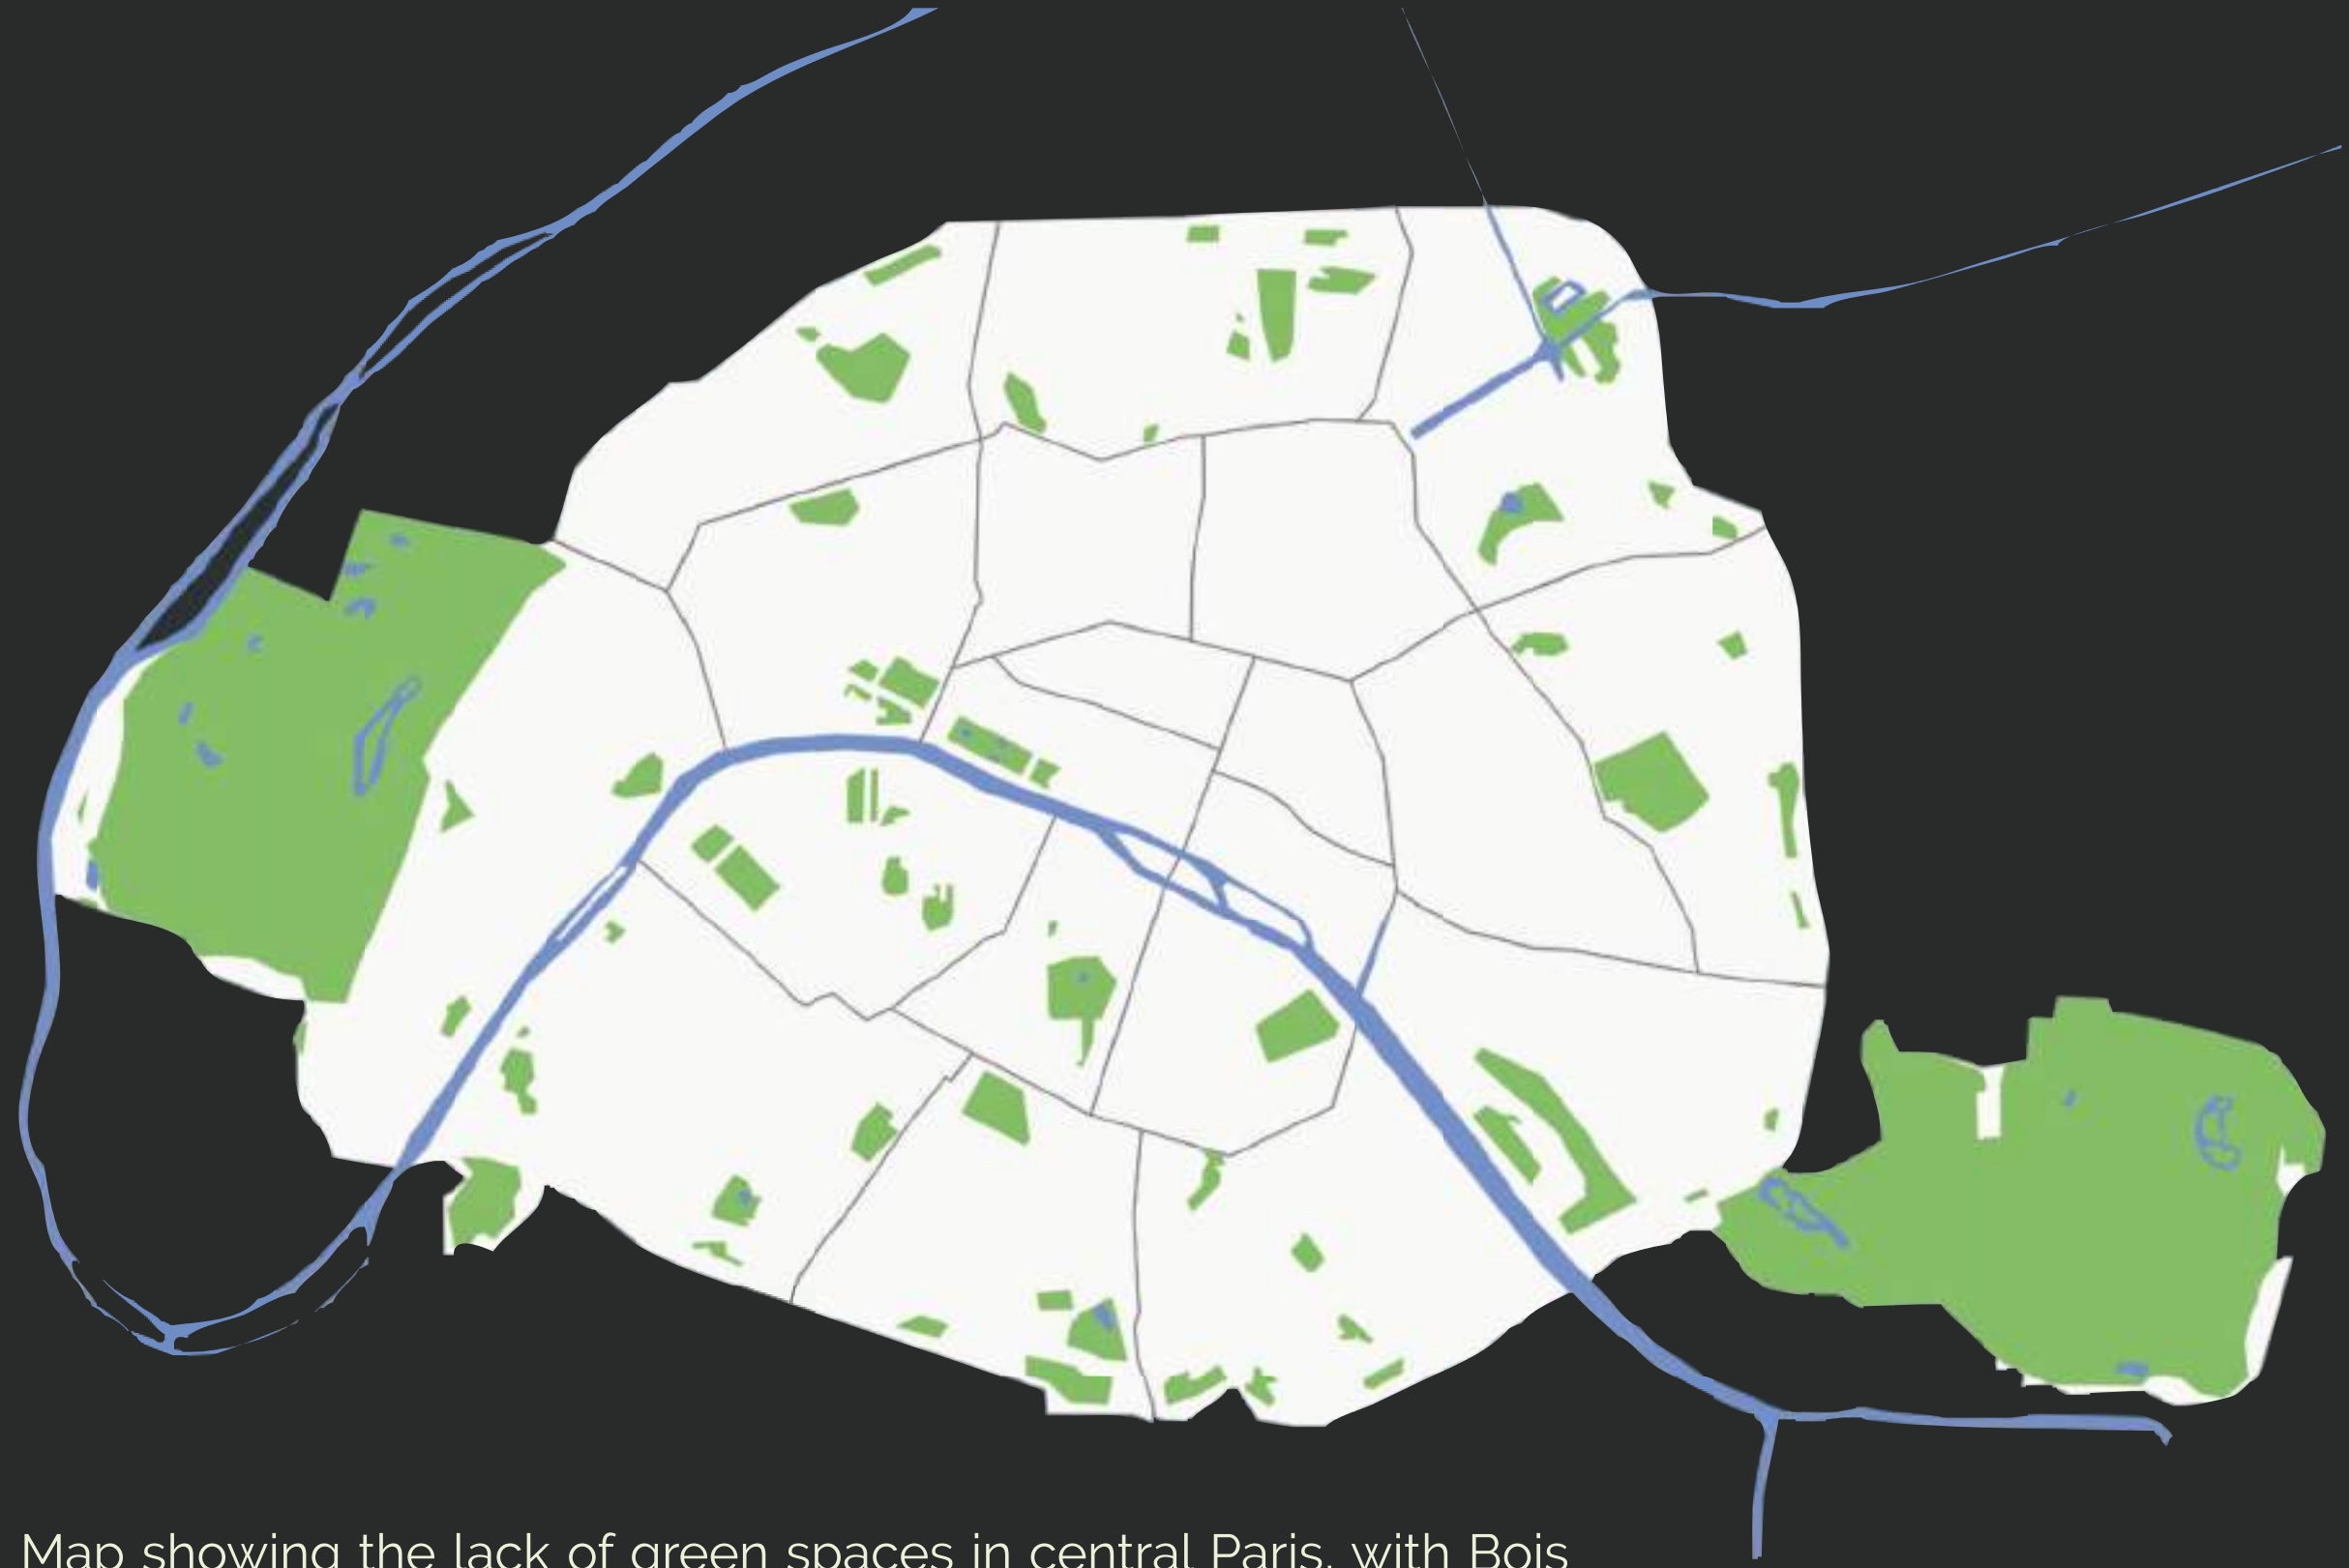 Map showing the lack of green spaces in central Paris, with Bois